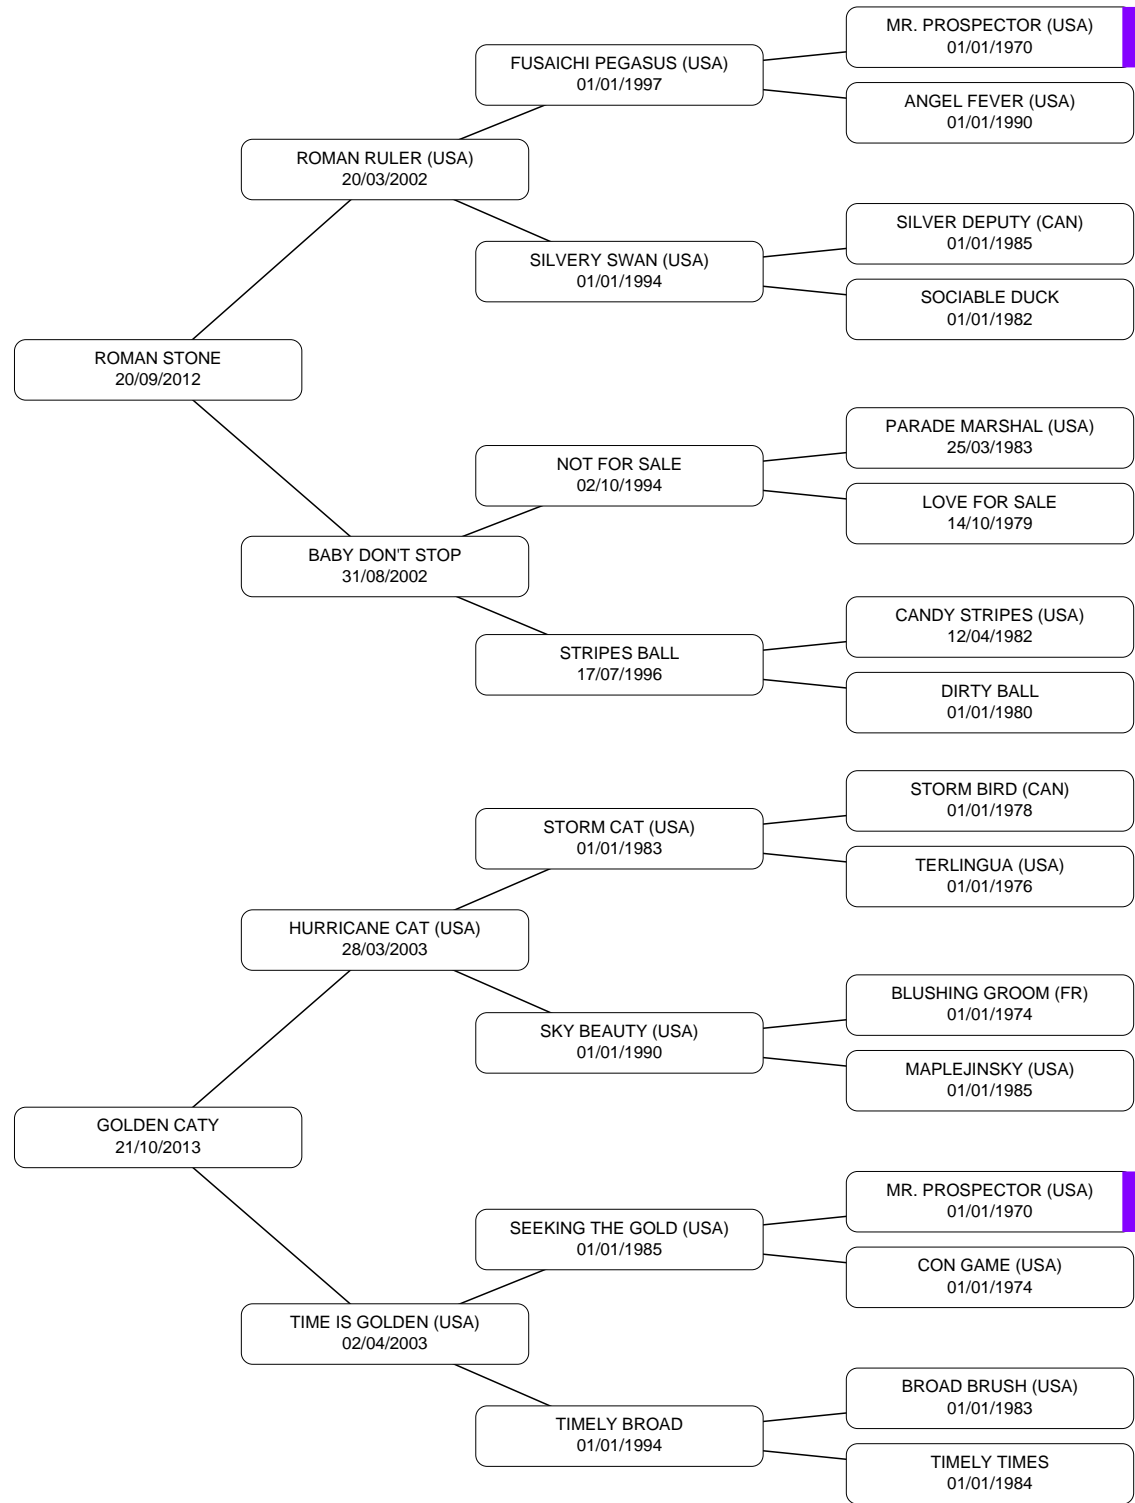 MR. PROSPECTOR (USA)
01/01/1970
FUSAICHI PEGASUS (USA)
01/01/1997
ANGEL FEVER (USA)
01/01/1990
ROMAN RULER (USA)
20/03/2002
SILVER DEPUTY (CAN)
01/01/1985
SILVERY SWAN (USA)
01/01/1994
SOCIABLE DUCK
01/01/1982
ROMAN STONE
20/09/2012
PARADE MARSHAL (USA)
25/03/1983
NOT FOR SALE
02/10/1994
LOVE FOR SALE
14/10/1979
BABY DON'T STOP
31/08/2002
CANDY STRIPES (USA)
12/04/1982
STRIPES BALL
17/07/1996
DIRTY BALL
01/01/1980
STORM BIRD (CAN)
01/01/1978
STORM CAT (USA)
01/01/1983
TERLINGUA (USA)
01/01/1976
HURRICANE CAT (USA)
28/03/2003
BLUSHING GROOM (FR)
01/01/1974
SKY BEAUTY (USA)
01/01/1990
MAPLEJINSKY (USA)
01/01/1985
GOLDEN CATY
21/10/2013
MR. PROSPECTOR (USA)
01/01/1970
SEEKING THE GOLD (USA)
01/01/1985
CON GAME (USA)
01/01/1974
TIME IS GOLDEN (USA)
02/04/2003
BROAD BRUSH (USA)
01/01/1983
TIMELY BROAD
01/01/1994
TIMELY TIMES
01/01/1984